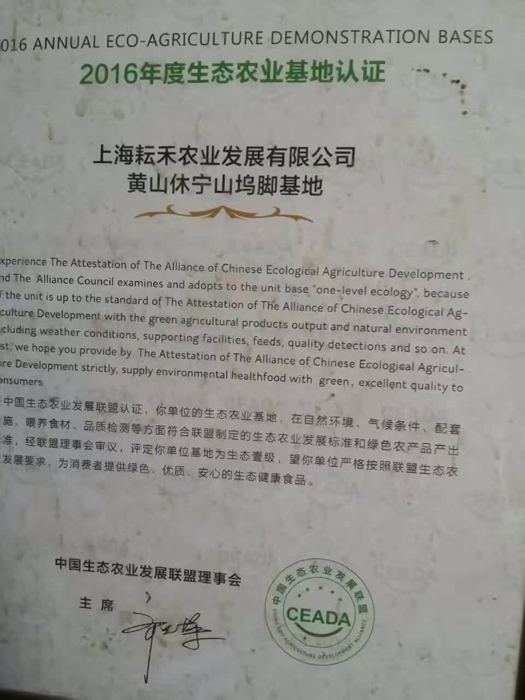 016 ANNUAL ECO-AGRICULTURE DEMONSTRATION BASES
2016年度生态农业基地认证
上海耘禾农业发展有限公司
黄山休宁山坞脚基地
xperience The Attestation of The Alliance of Chinese Ecological Agriculture Development .
nd The Alliance Council examines and adopts to the unit base "one-level ecology", because
f the unit is up to the standard of The Attestation of The Alliance of Chinese Ecological Ag-
culture Development with the green agricultural products output and natural environment
cluding weather conditions, supporting facilities, feeds, quality detections and so on. At
st, we hope you provide by The Attestation of The Alliance of Chinese Ecological Agricul-
re Development strictly, supply environmental healthfood with green, excellent quality to
onsumers
中国生态农业发展联盟认证，你单位的生态农业基地，在自然环境、气候条件、配套
施、喂养食材、品质检测等方面符合联盟制定的生态农业发展标准和绿色农产品产出
准，经联盟理事会审议，评定你单位基地为生态壹级，望你单位严格按照联盟生态农
发展要求，为消费者提供绿色、优质、安心的生态健康食品。
中国生态农业发展联盟理事会
主席
中国生态农业发展联盟
CEADA